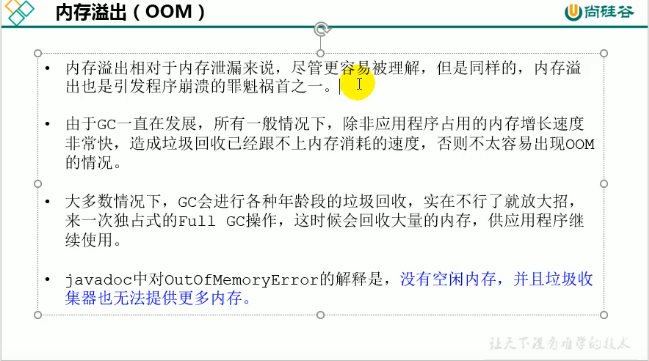 内存溢出（OOM）
尚硅谷
• 内存溢出相对于内存泄漏来说，尽管更容易被理解，但是同样的，内存溢
出也是引发程序崩溃的罪魁祸首之一。
• 由于GC一直在发展，所有一般情况下，除非应用程序占用的内存增长速度
非常快，造成垃圾回收已经跟不上内存消耗的速度，否则不太容易出现OOM
的情况。
• 大多数情况下，GC会进行各种年龄段的垃圾回收，实在不行了就放大招，
来一次独占式的Full GC操作，这时候会回收大量的内存，供应用程序继
续使用。
• javadoc中对OutOfMemoryError的解释是，没有空闲内存，并且垃圾收
集器也无法提供更多内存。
让天下没有难学的技术